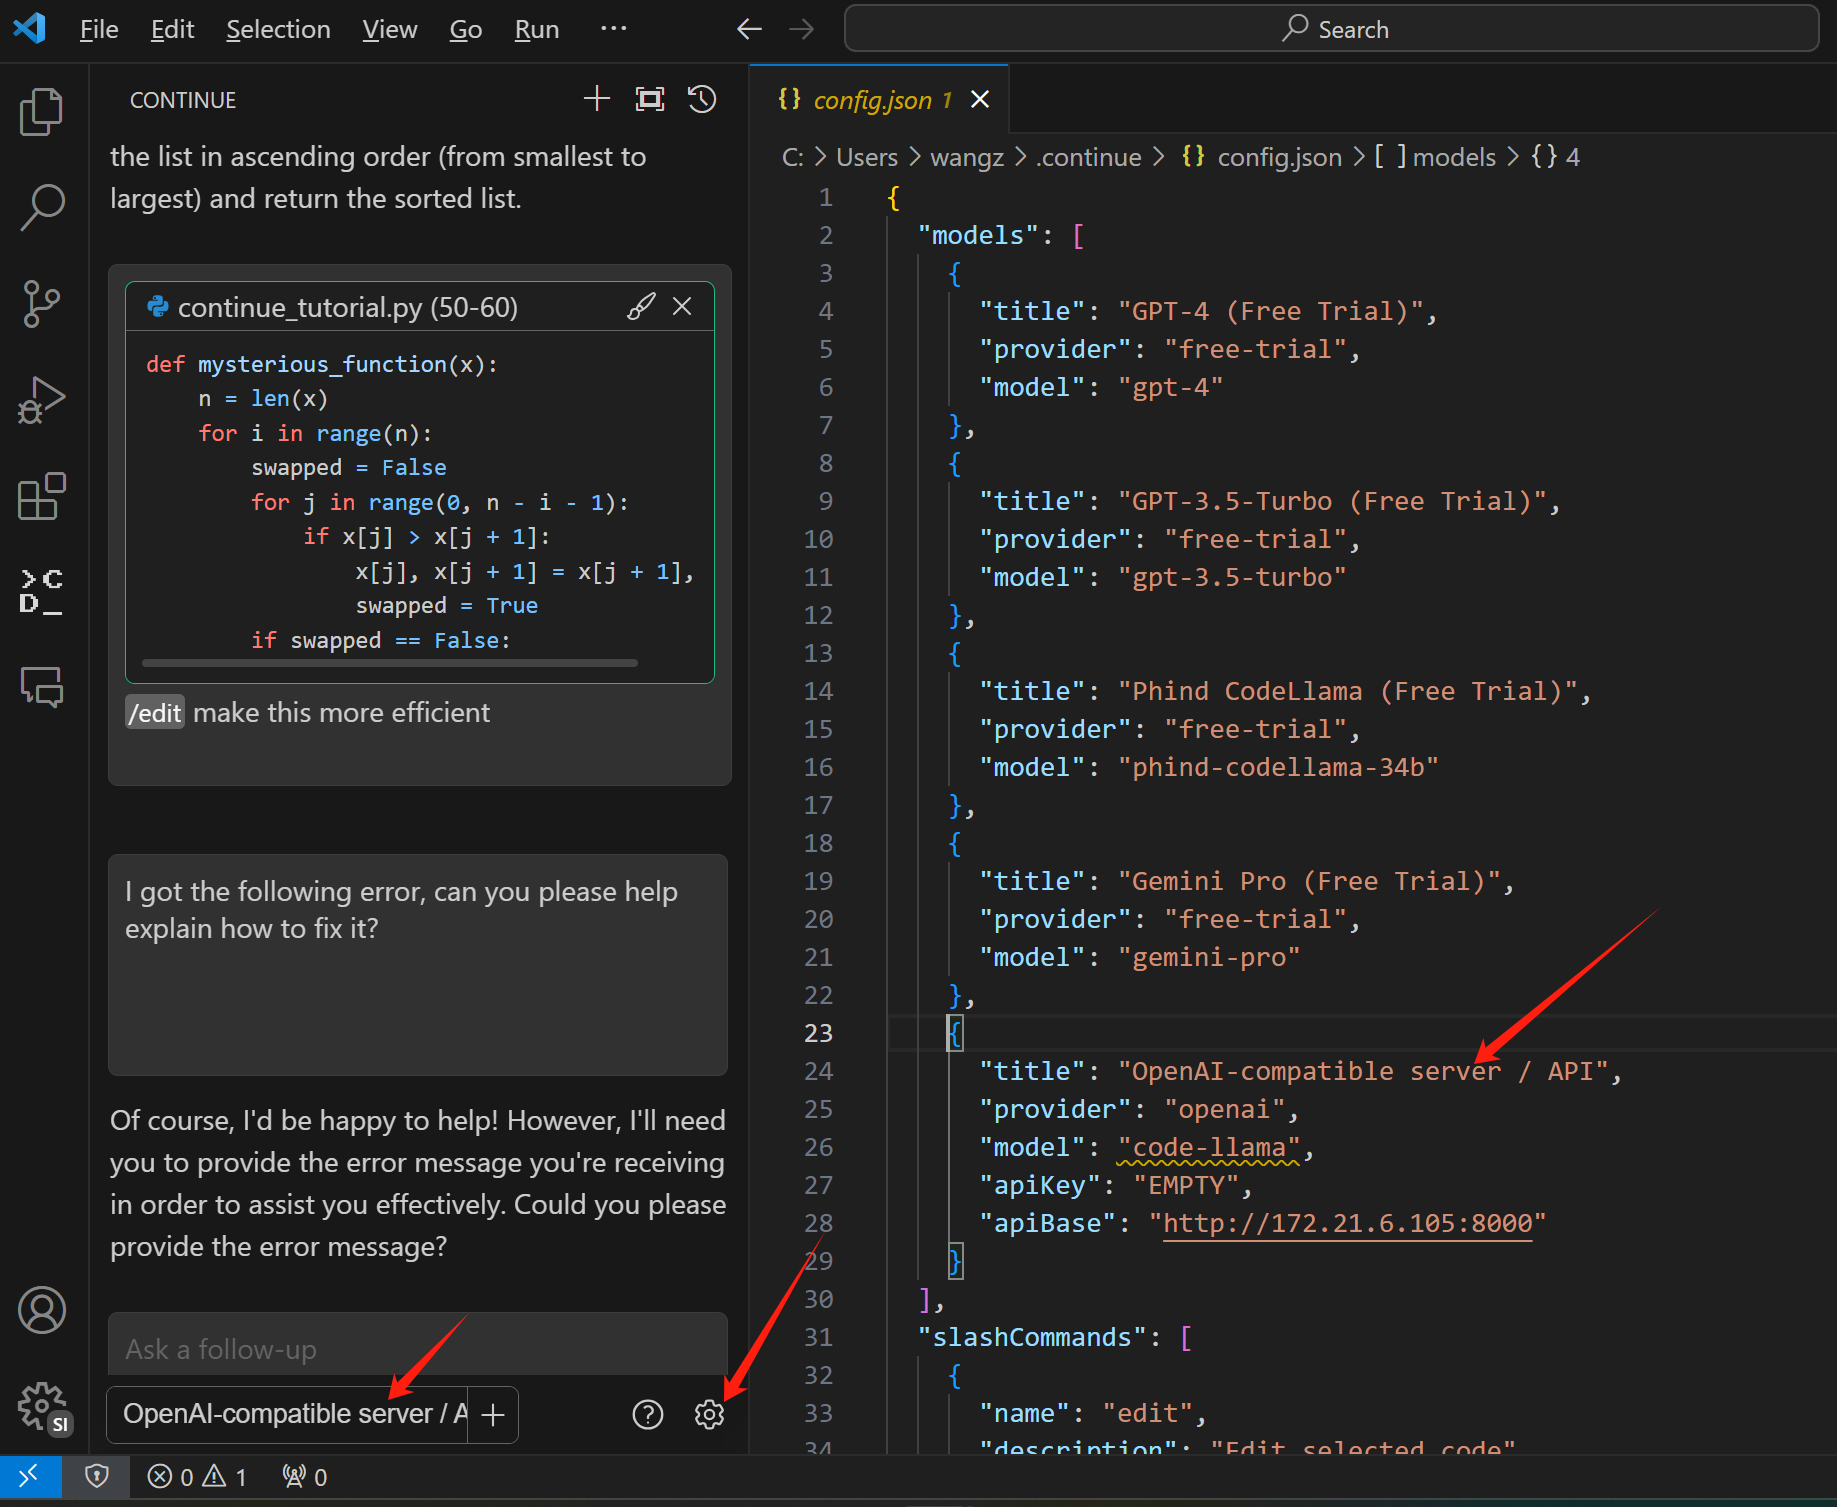 File Edit Selection View Go Run ··· Search
CONTINUE
the list in ascending order (from smallest to
largest) and return the sorted list.
continue_tutorial.py (50-60)
def mysterious_function(x):
n = len(x)
for i in range(n):
swapped = False
for j in range(0, n - i - 1):
if x[j] > x[j + 1]:
x[j], x[j + 1] = x[j + 1],
swapped = True
if swapped == False:
/edit make this more efficient
I got the following error, can you please help
explain how to fix it?
Of course, I'd be happy to help! However, I'll need
you to provide the error message you're receiving
in order to assist you effectively. Could you please
provide the error message?
Ask a follow-up
OpenAI-compatible server / A
{} config.json 1
C: > Users > wangz > .continue > {} config.json > [ ] models > {} 4
1 {
2 "models": [
3 {
4 "title": "GPT-4 (Free Trial)",
5 "provider": "free-trial",
6 "model": "gpt-4"
7 },
8 {
9 "title": "GPT-3.5-Turbo (Free Trial)",
10 "provider": "free-trial",
11 "model": "gpt-3.5-turbo"
12 },
13 {
14 "title": "Phind CodeLlama (Free Trial)",
15 "provider": "free-trial",
16 "model": "phind-codellama-34b"
17 },
18 {
19 "title": "Gemini Pro (Free Trial)",
20 "provider": "free-trial",
21 "model": "gemini-pro"
22 },
23 {
24 "title": "OpenAI-compatible server / API",
25 "provider": "openai",
26 "model": "code-llama",
27 "apiKey": "EMPTY",
28 "apiBase": "http://172.21.6.105:8000"
29 }
30 ],
31 "slashCommands": [
32 {
33 "name": "edit",
34 "description": "Edit selected code"
SI
0 1 0